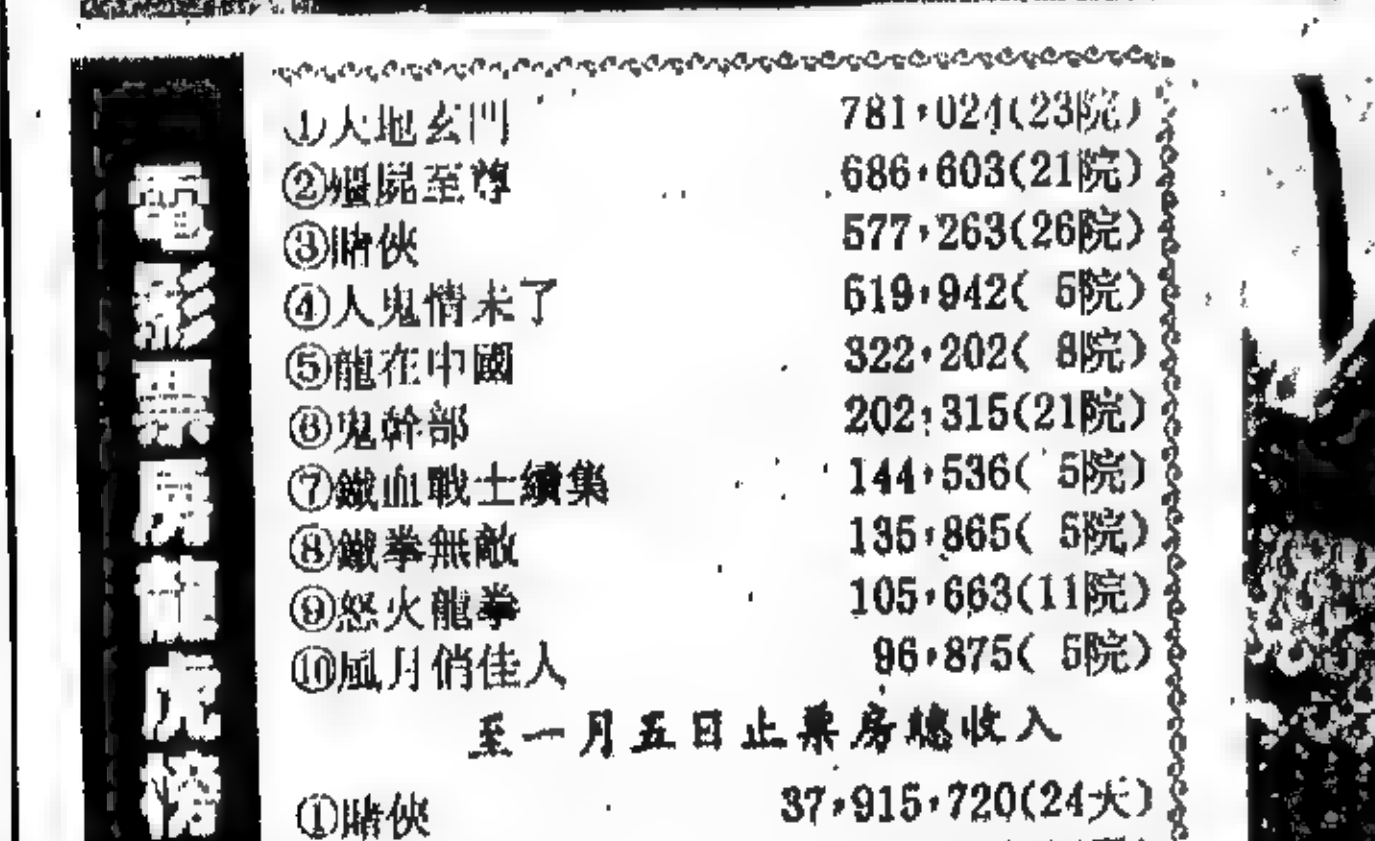 電影票房龍虎榜
①天地玄門 781，024(23院)
②殭屍至尊 686，603(21院)
③賭俠 577，263(26院)
④人鬼情未了 519，942( 5院)
⑤龍在中國 322，202( 8院)
⑥鬼幹部 202，315(21院)
⑦鐵血戰士續集 144，536( 5院)
⑧鐵拳無敵 135，865( 5院)
⑨怒火龍拳 105，663(11院)
⑩風月俏佳人 96，875( 5院)
至一月五日止票房總收入
①賭俠 37，915，720(24天)